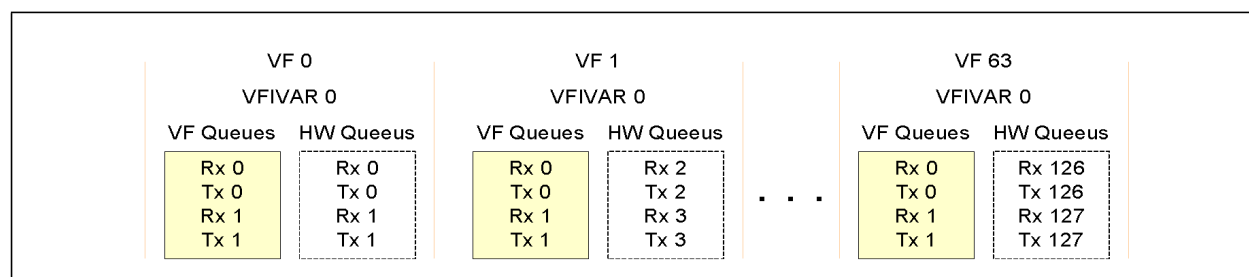 VF 0
VFIVAR 0
VF Queues HW Queeus
Rx 0 Rx 0
Tx 0 Tx 0
Rx 1 Rx 1
Tx 1 Tx 1
VF 1
VFIVAR 0
VF Queues HW Queues
Rx 0 Rx 2
Tx 0 Tx 2
Rx 1 Rx 3
Tx 1 Tx 3
. . .
VF 63
VFIVAR 0
VF Queues HW Queues
Rx 0 Rx 126
Tx 0 Tx 126
Rx 1 Rx 127
Tx 1 Tx 127